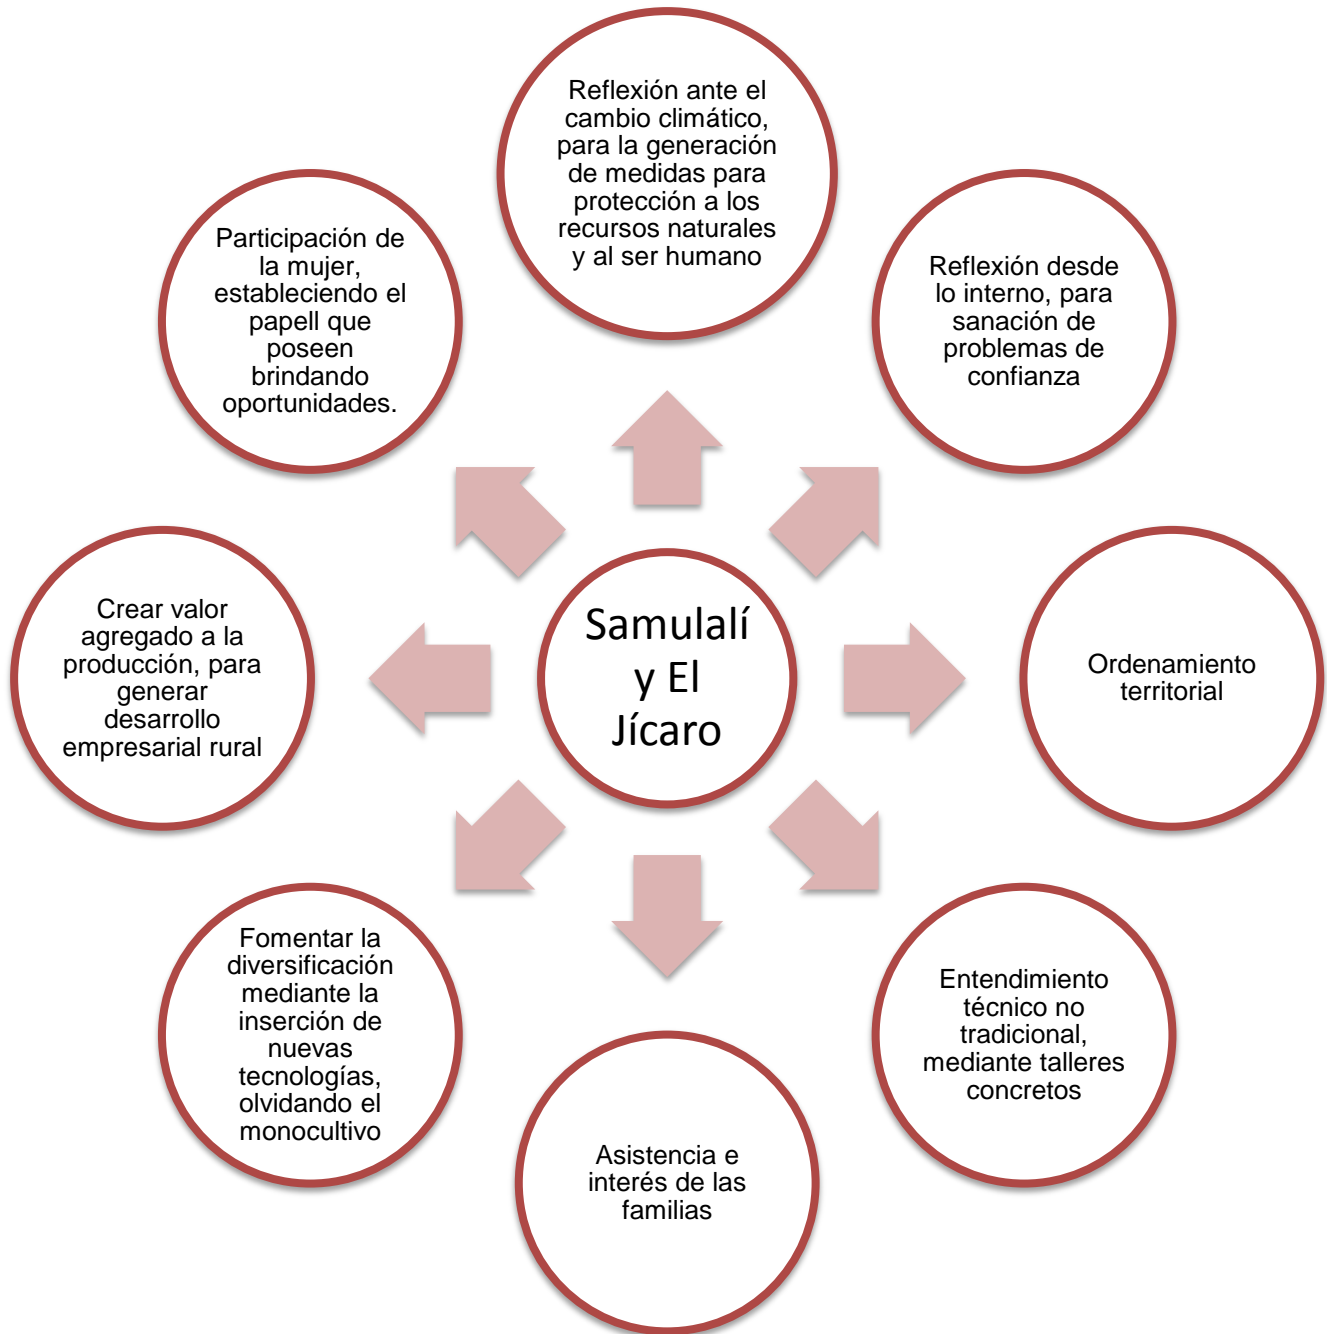 Reflexión ante el
cambio climático,
para la generación
de medidas para
protección a los
recursos naturales
y al ser humano
Reflexión desde
lo interno, para
sanación de
problemas de
confianza
Ordenamiento
territorial
Entendimiento
técnico no
tradicional,
mediante talleres
concretos
Asistencia e
interés de las
familias
Fomentar la
diversificación
mediante la
inserción de
nuevas
tecnologías,
olvidando el
monocultivo
Crear valor
agregado a la
producción, para
generar
desarrollo
empresarial rural
Participación de
la mujer,
estableciendo el
papell que
poseen
brindando
oportunidades.
Samulalí
y El
Jícaro